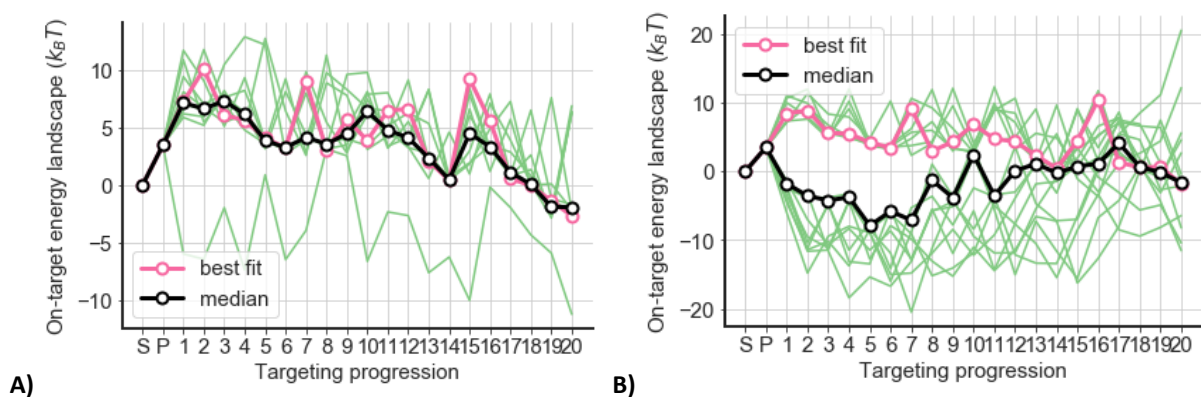 On-target energy landscape (k_BT)
10
5
0
−5
−10
best fit
median
S P 1 2 3 4 5 6 7 8 9 10 11 12 13 14 15 16 17 18 19 20
Targeting progression
A)
On-target energy landscape (k_BT)
20
10
0
−10
−20
best fit
median
S P 1 2 3 4 5 6 7 8 9 10 11 12 13 14 15 16 17 18 19 20
Targeting progression
B)